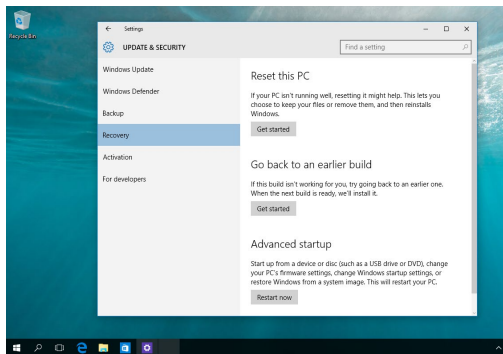 Recycle Bin
Settings
UPDATE & SECURITY
Find a setting
Windows Update
Windows Defender
Backup
Recovery
Activation
For developers
Reset this PC
If your PC isn't running well, resetting it might help. This lets you
choose to keep your files or remove them, and then reinstalls
Windows.
Get started
Go back to an earlier build
If this build isn't working for you, try going back to an earlier one.
When the next build is ready, we'll install it.
Get started
Advanced startup
Start up from a device or disc (such as a USB drive or DVD), change
your PC's firmware settings, change Windows startup settings, or
restore Windows from a system image. This will restart your PC.
Restart now